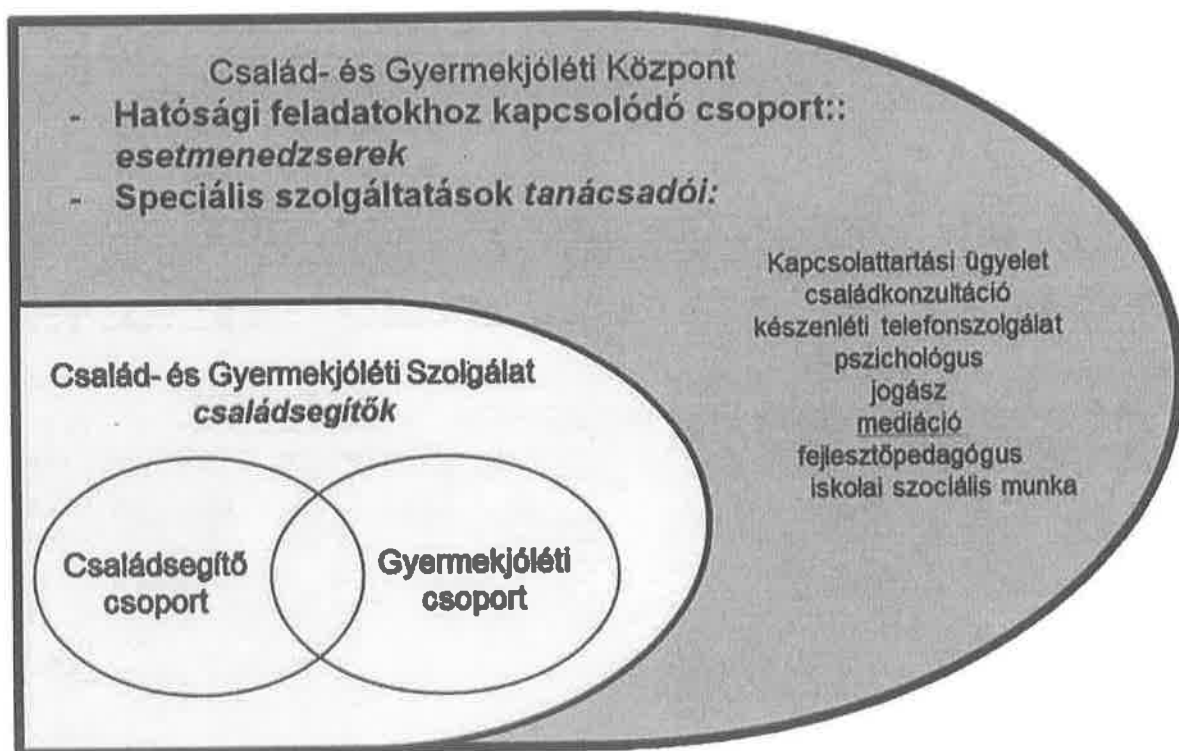 Család- és Gyermekjóléti Központ
- Hatósági feladatokhoz kapcsolódó csoport::
esetmenedzserek
- Speciális szolgáltatások tanácsadói:
Kapcsolattartási ügyelet
családkonzultáció
készenléti telefonszolgálat
pszichológus
jogász
mediáció
fejlesztőpedagógus
iskolai szociális munka
Család- és Gyermekjóléti Szolgálat
családsegítők
Családsegítő
csoport
Gyermekjóléti
csoport